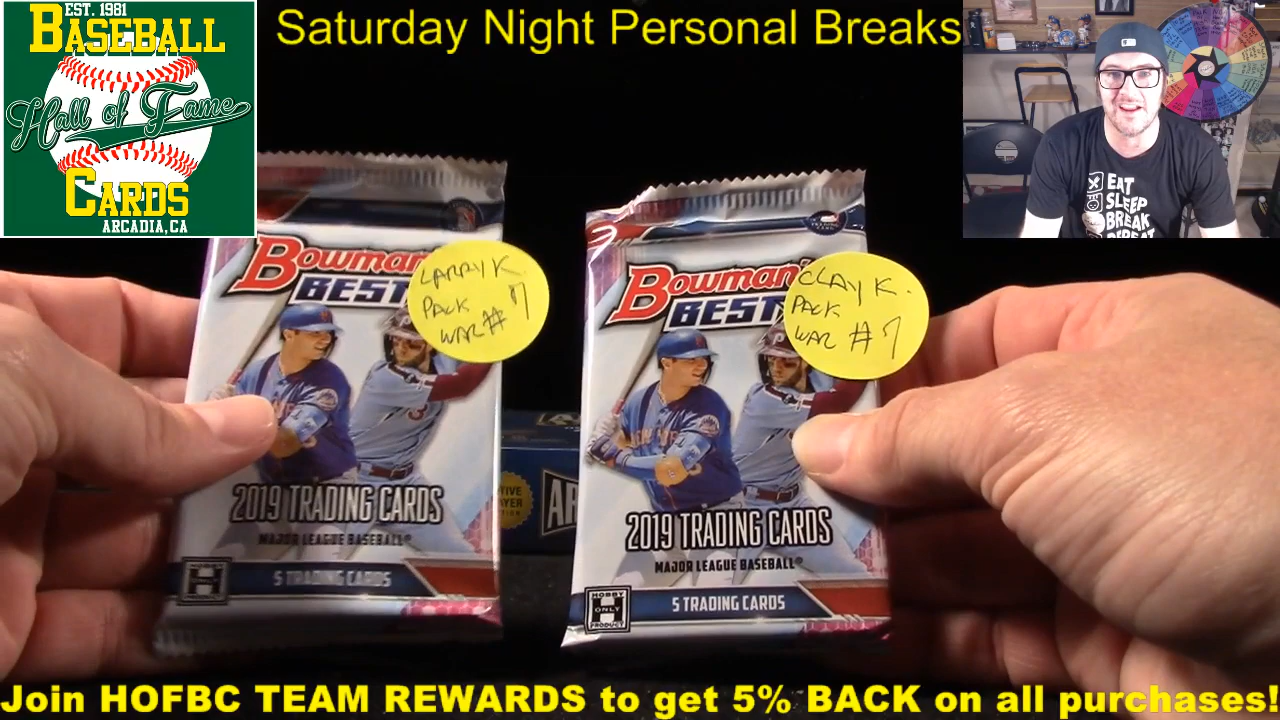 EST. 1981
BASEBALL
Hall of Fame
CARDS
ARCADIA, CA
Saturday Night Personal Breaks
EAT
SLEEP
BREAK
REPEAT
Bowman
BEST
LARRY K.
PACK
WAR # 7
2019 TRADING CARDS
MAJOR LEAGUE BASEBALL®
5 TRADING CARDS
Bowman's
BEST
CLAY K.
PACK
WAR # 7
P
2019 TRADING CARDS
MAJOR LEAGUE BASEBALL®
HOBBY
ONLY
H
PRODUCT
5 TRADING CARDS
Join HOFBC TEAM REWARDS to get 5% BACK on all purchases!